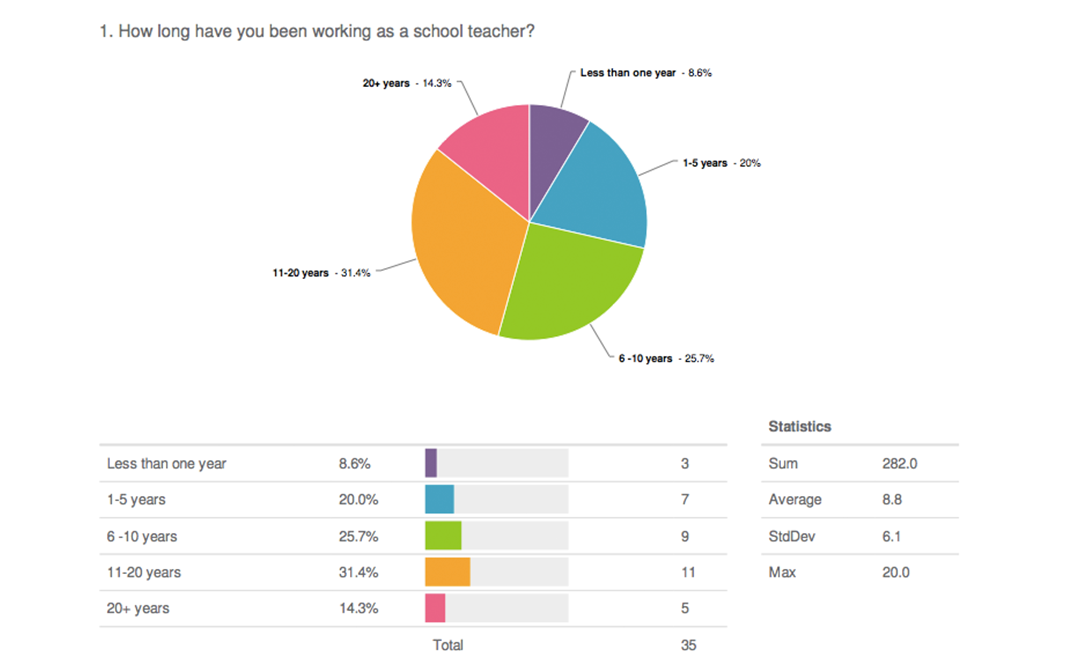 1. How long have you been working as a school teacher?
Less than one year - 8.6%
20+ years - 14.3%
1-5 years - 20%
11-20 years - 31.4%
6 -10 years - 25.7%
Statistics
Less than one year 8.6% 3 Sum 282.0
1-5 years 20.0% 7 Average 8.8
6 -10 years 25.7% 9 StdDev 6.1
11-20 years 31.4% 11 Max 20.0
20+ years 14.3% 5
Total 35